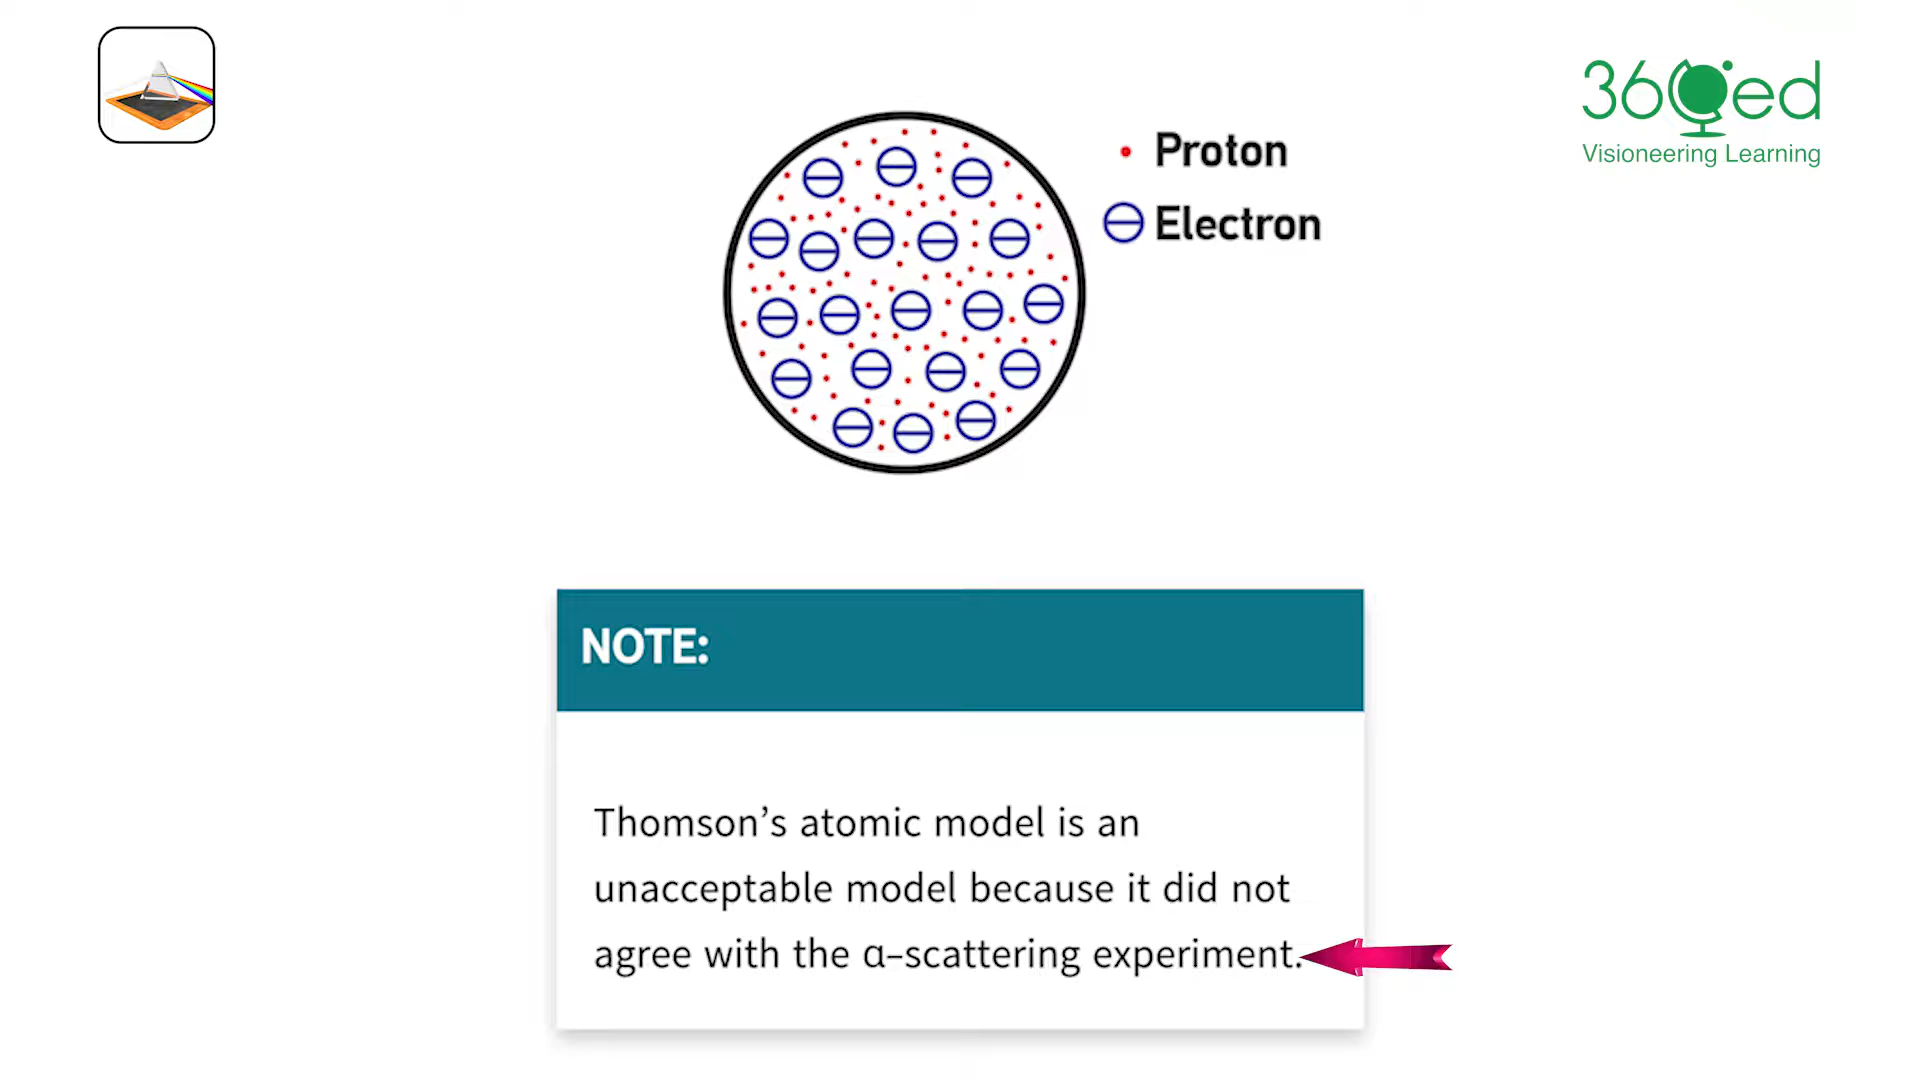 360ed
Visioneering Learning
Proton
Electron
NOTE:
Thomson’s atomic model is an
unacceptable model because it did not
agree with the α–scattering experiment.